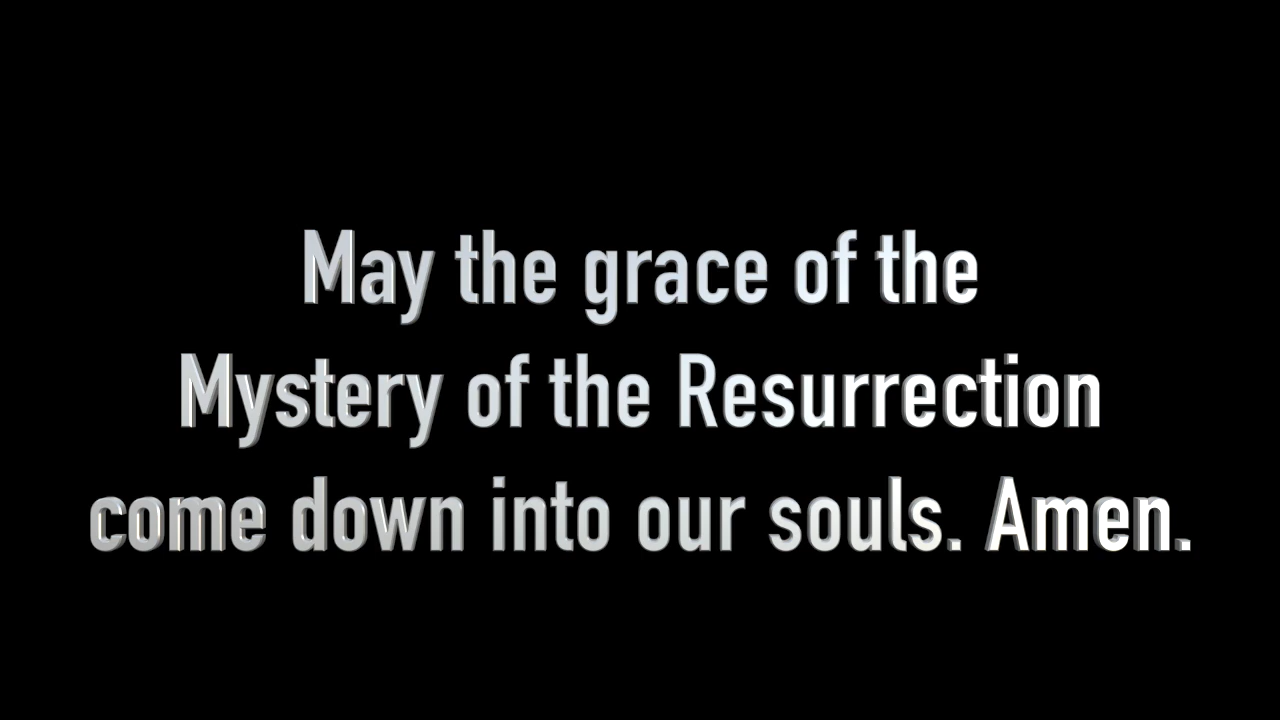 May the grace of the
Mystery of the Resurrection
come down into our souls. Amen.